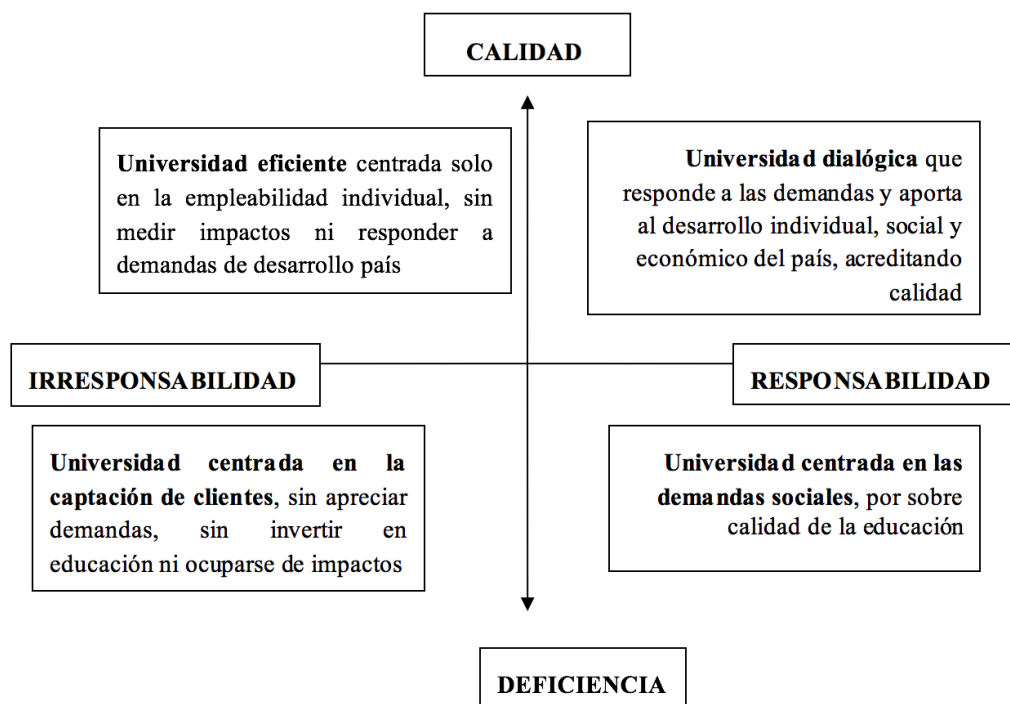 CALIDAD
Universidad eficiente centrada solo
en la empleabilidad individual, sin
medir impactos ni responder a
demandas de desarrollo país
Universidad dialógica que
responde a las demandas y aporta
al desarrollo individual, social y
económico del país, acreditando
calidad
IRRESPONSABILIDAD
RESPONSABILIDAD
Universidad centrada en la
captación de clientes, sin apreciar
demandas, sin invertir en
educación ni ocuparse de impactos
Universidad centrada en las
demandas sociales, por sobre
calidad de la educación
DEFICIENCIA